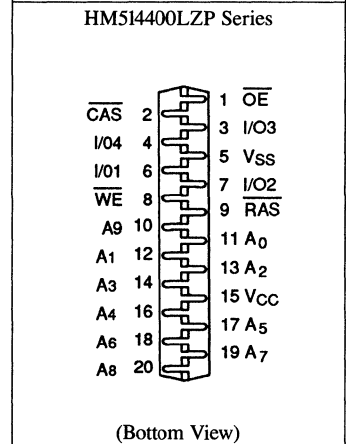 HM514400LZP Series
1 OE
CAS 2
3 I/O3
I/04 4
5 VSS
I/01 6
7 I/O2
WE 8
9 RAS
A9 10
11 A0
A1 12
13 A2
A3 14
15 VCC
A4 16
17 A5
A6 18
19 A7
A8 20
(Bottom View)